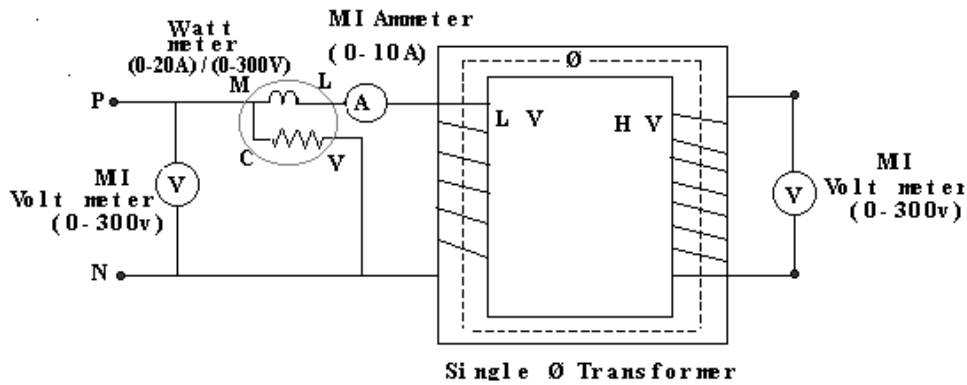 MI Ammeter
(0-10A)
Watt
meter
(0-20A) / (0-300V)
M
L
P
A
C
V
V
MI
Volt meter
(0-300v)
N
Ø
L V
H V
V
MI
Volt meter
(0-300v)
Single Ø Transformer